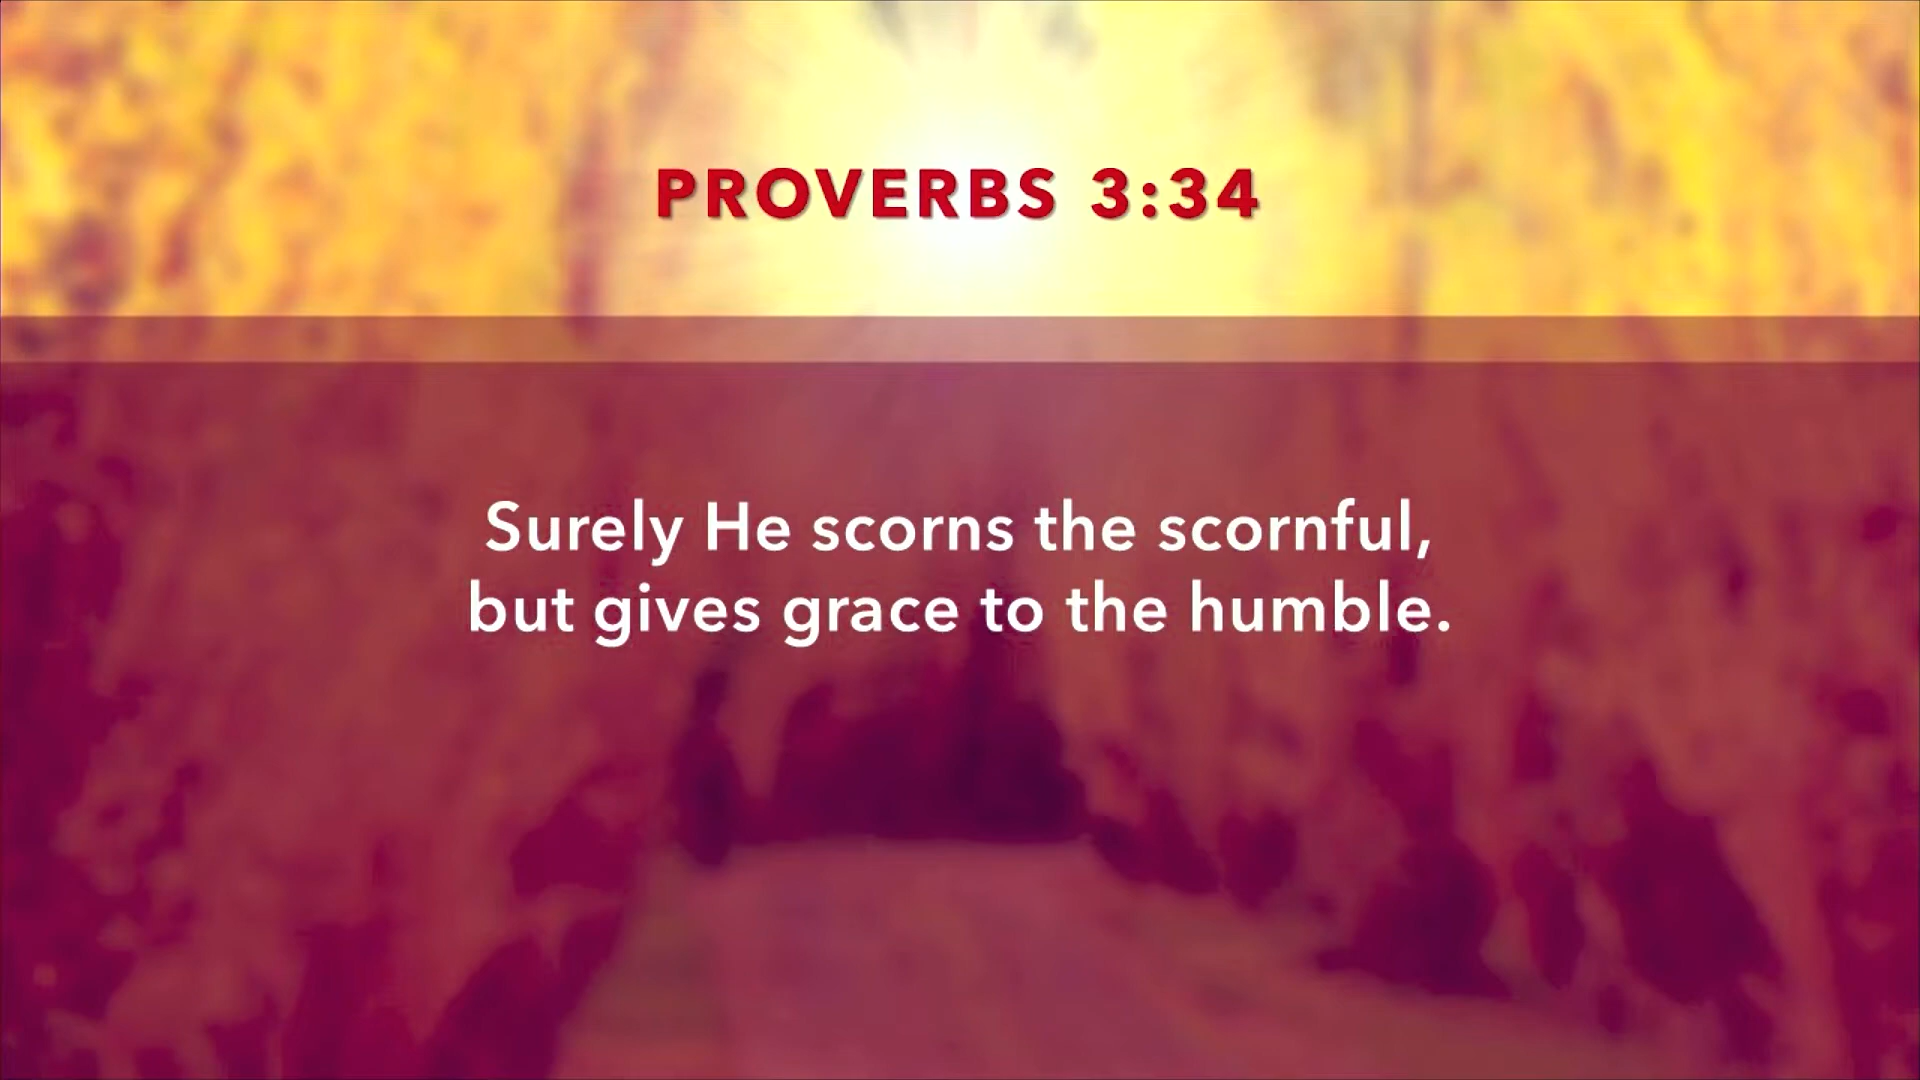 PROVERBS 3:34
Surely He scorns the scornful,
but gives grace to the humble.